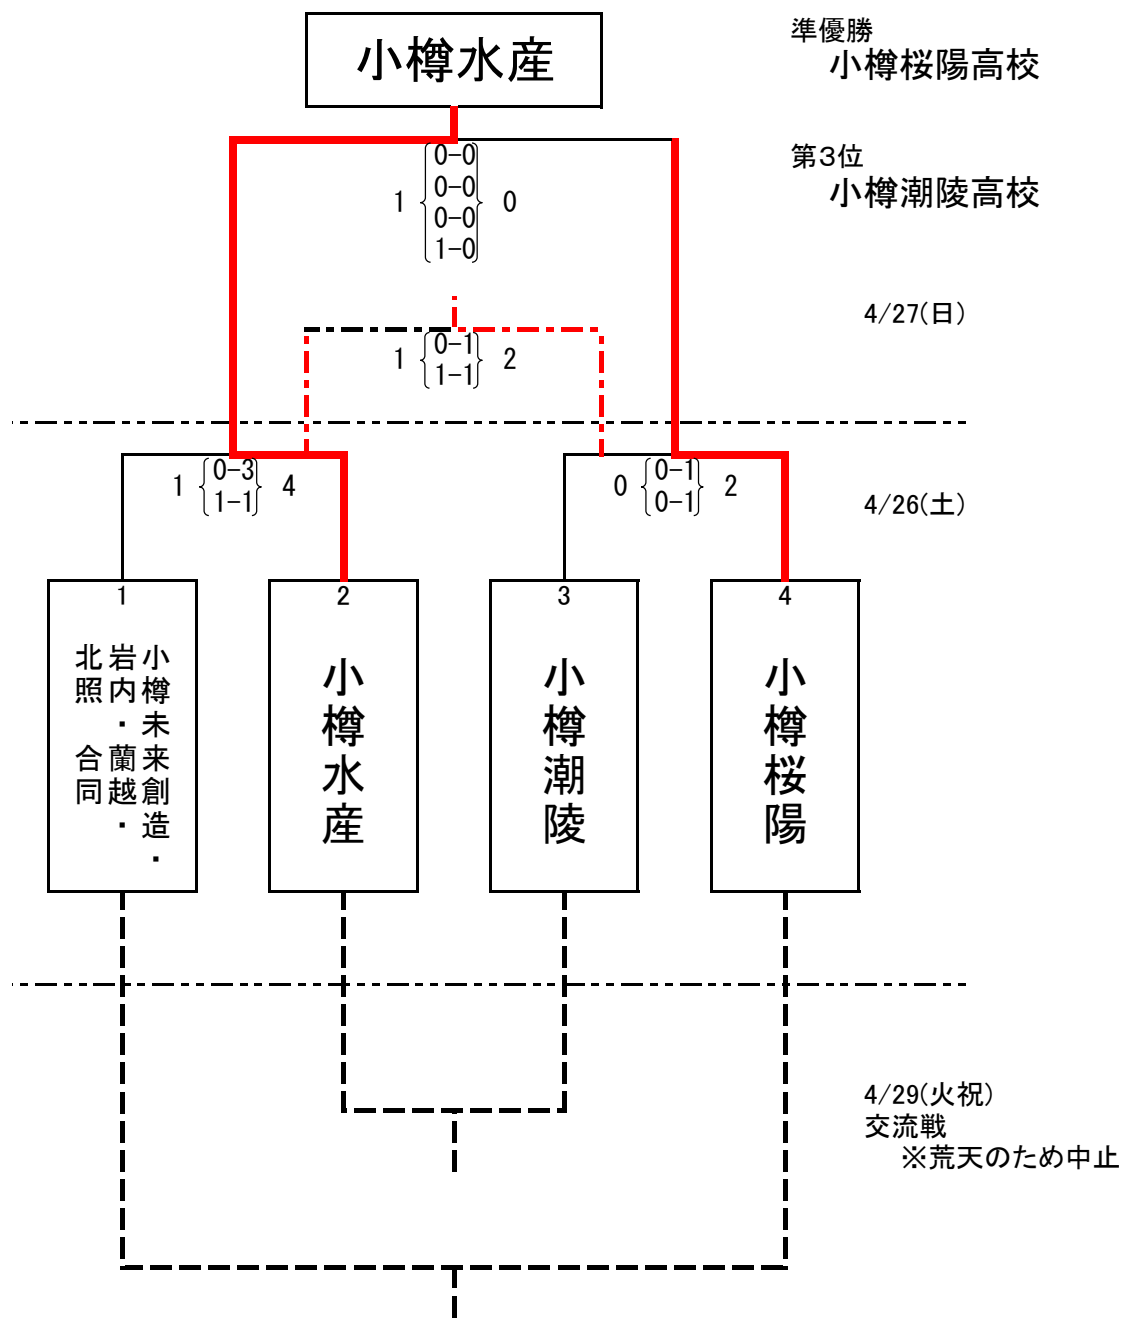 小樽水産
準優勝
小樽桜陽高校
第3位
小樽潮陵高校
0-0
0-0
1 0
0-0
1-0
4/27(日)
0-1
1 2
1-1
0-3
1 4
1-1
0-1
0 2
0-1
4/26(土)
1
小樽未来創造・
岩内・蘭越・
北照 合同
2
小樽水産
3
小樽潮陵
4
小樽桜陽
4/29(火祝)
交流戦
※荒天のため中止